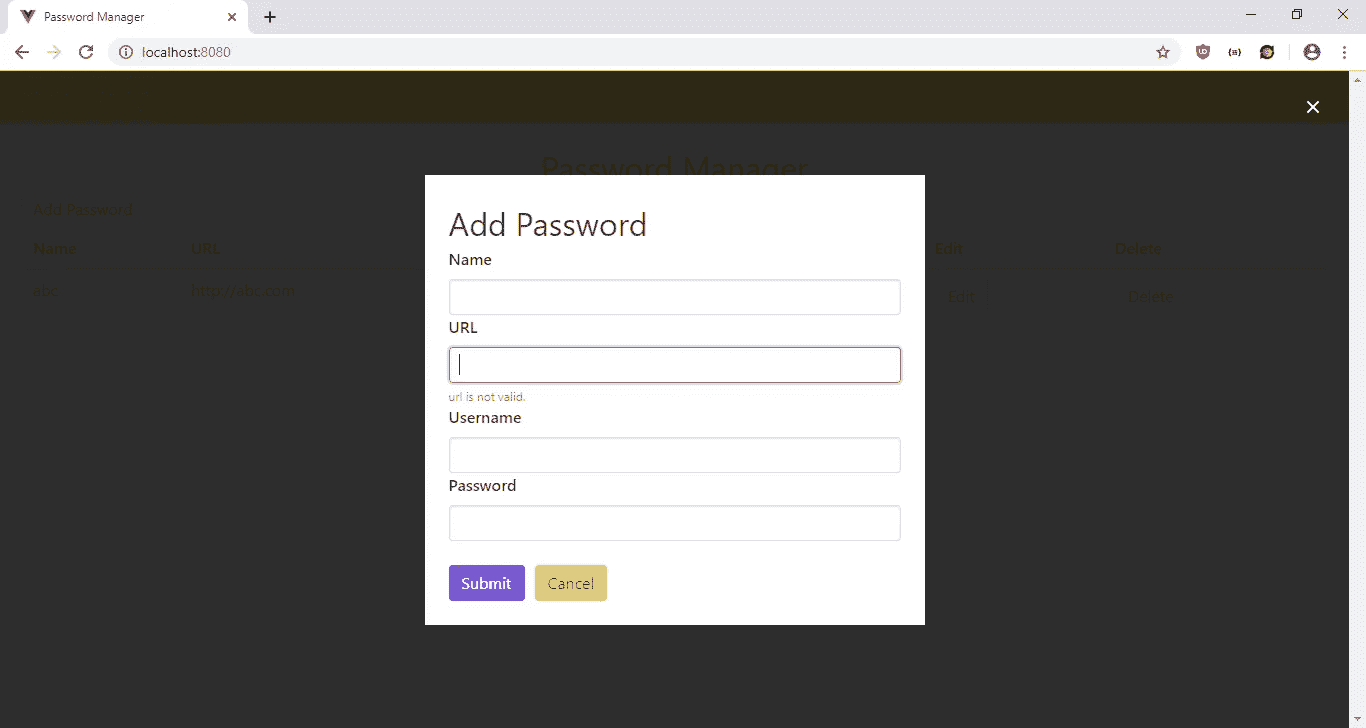 Password Manager
localhost:8080
Password Manager
Add Password
Name URL Edit Delete
abc http://abc.com Edit Delete
Add Password
Name
URL
url is not valid.
Username
Password
Submit Cancel